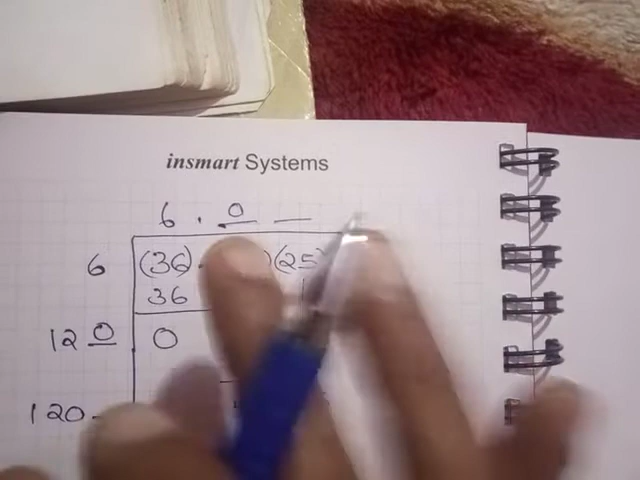 insmart Systems
6 . 0 _
6 (36) . )(25)
36
12 0 0
120